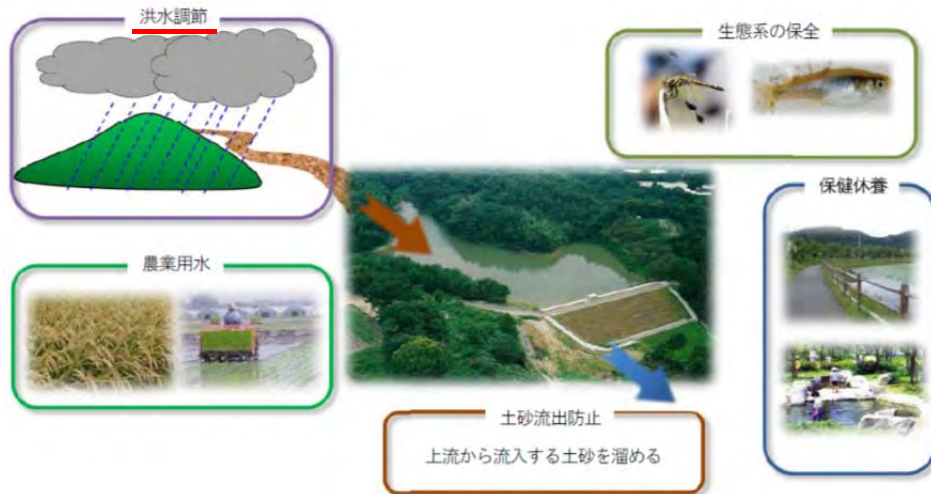 洪水調節
生態系の保全
保健休養
農業用水
土砂流出防止
上流から流入する土砂を溜める